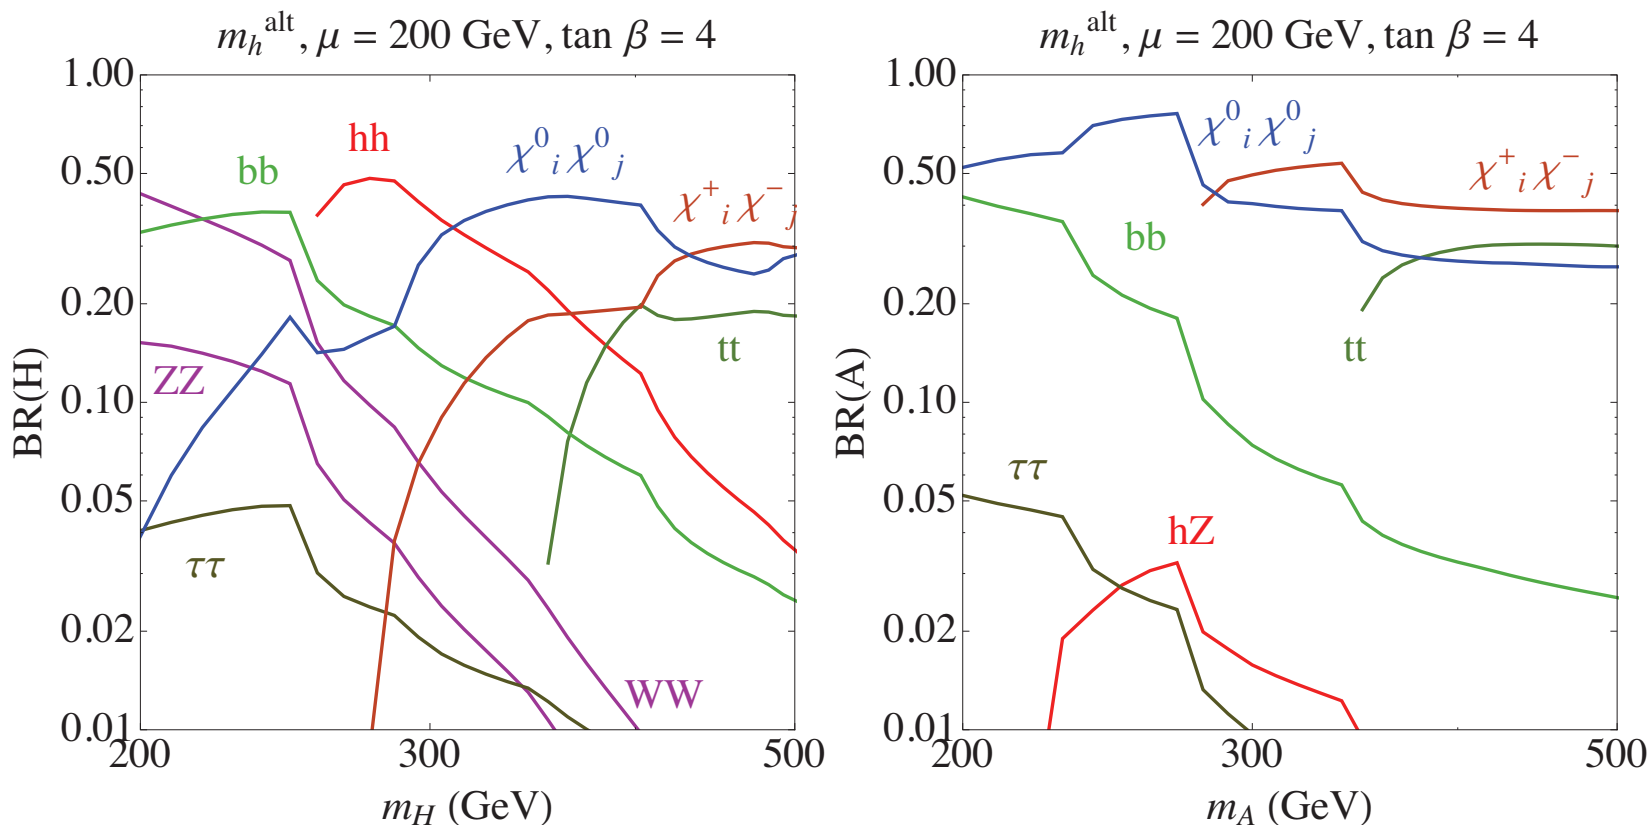 m_h^alt, μ = 200 GeV, tan β = 4
1.00
0.50
0.20
0.10
0.05
0.02
0.01
BR(H)
hh
bb
χ^0_i χ^0_j
χ^+_i χ^-_j
ZZ
tt
ττ
WW
200
300
500
m_H (GeV)
m_h^alt, μ = 200 GeV, tan β = 4
1.00
0.50
0.20
0.10
0.05
0.02
0.01
BR(A)
χ^0_i χ^0_j
χ^+_i χ^-_j
bb
tt
ττ
hZ
200
300
500
m_A (GeV)